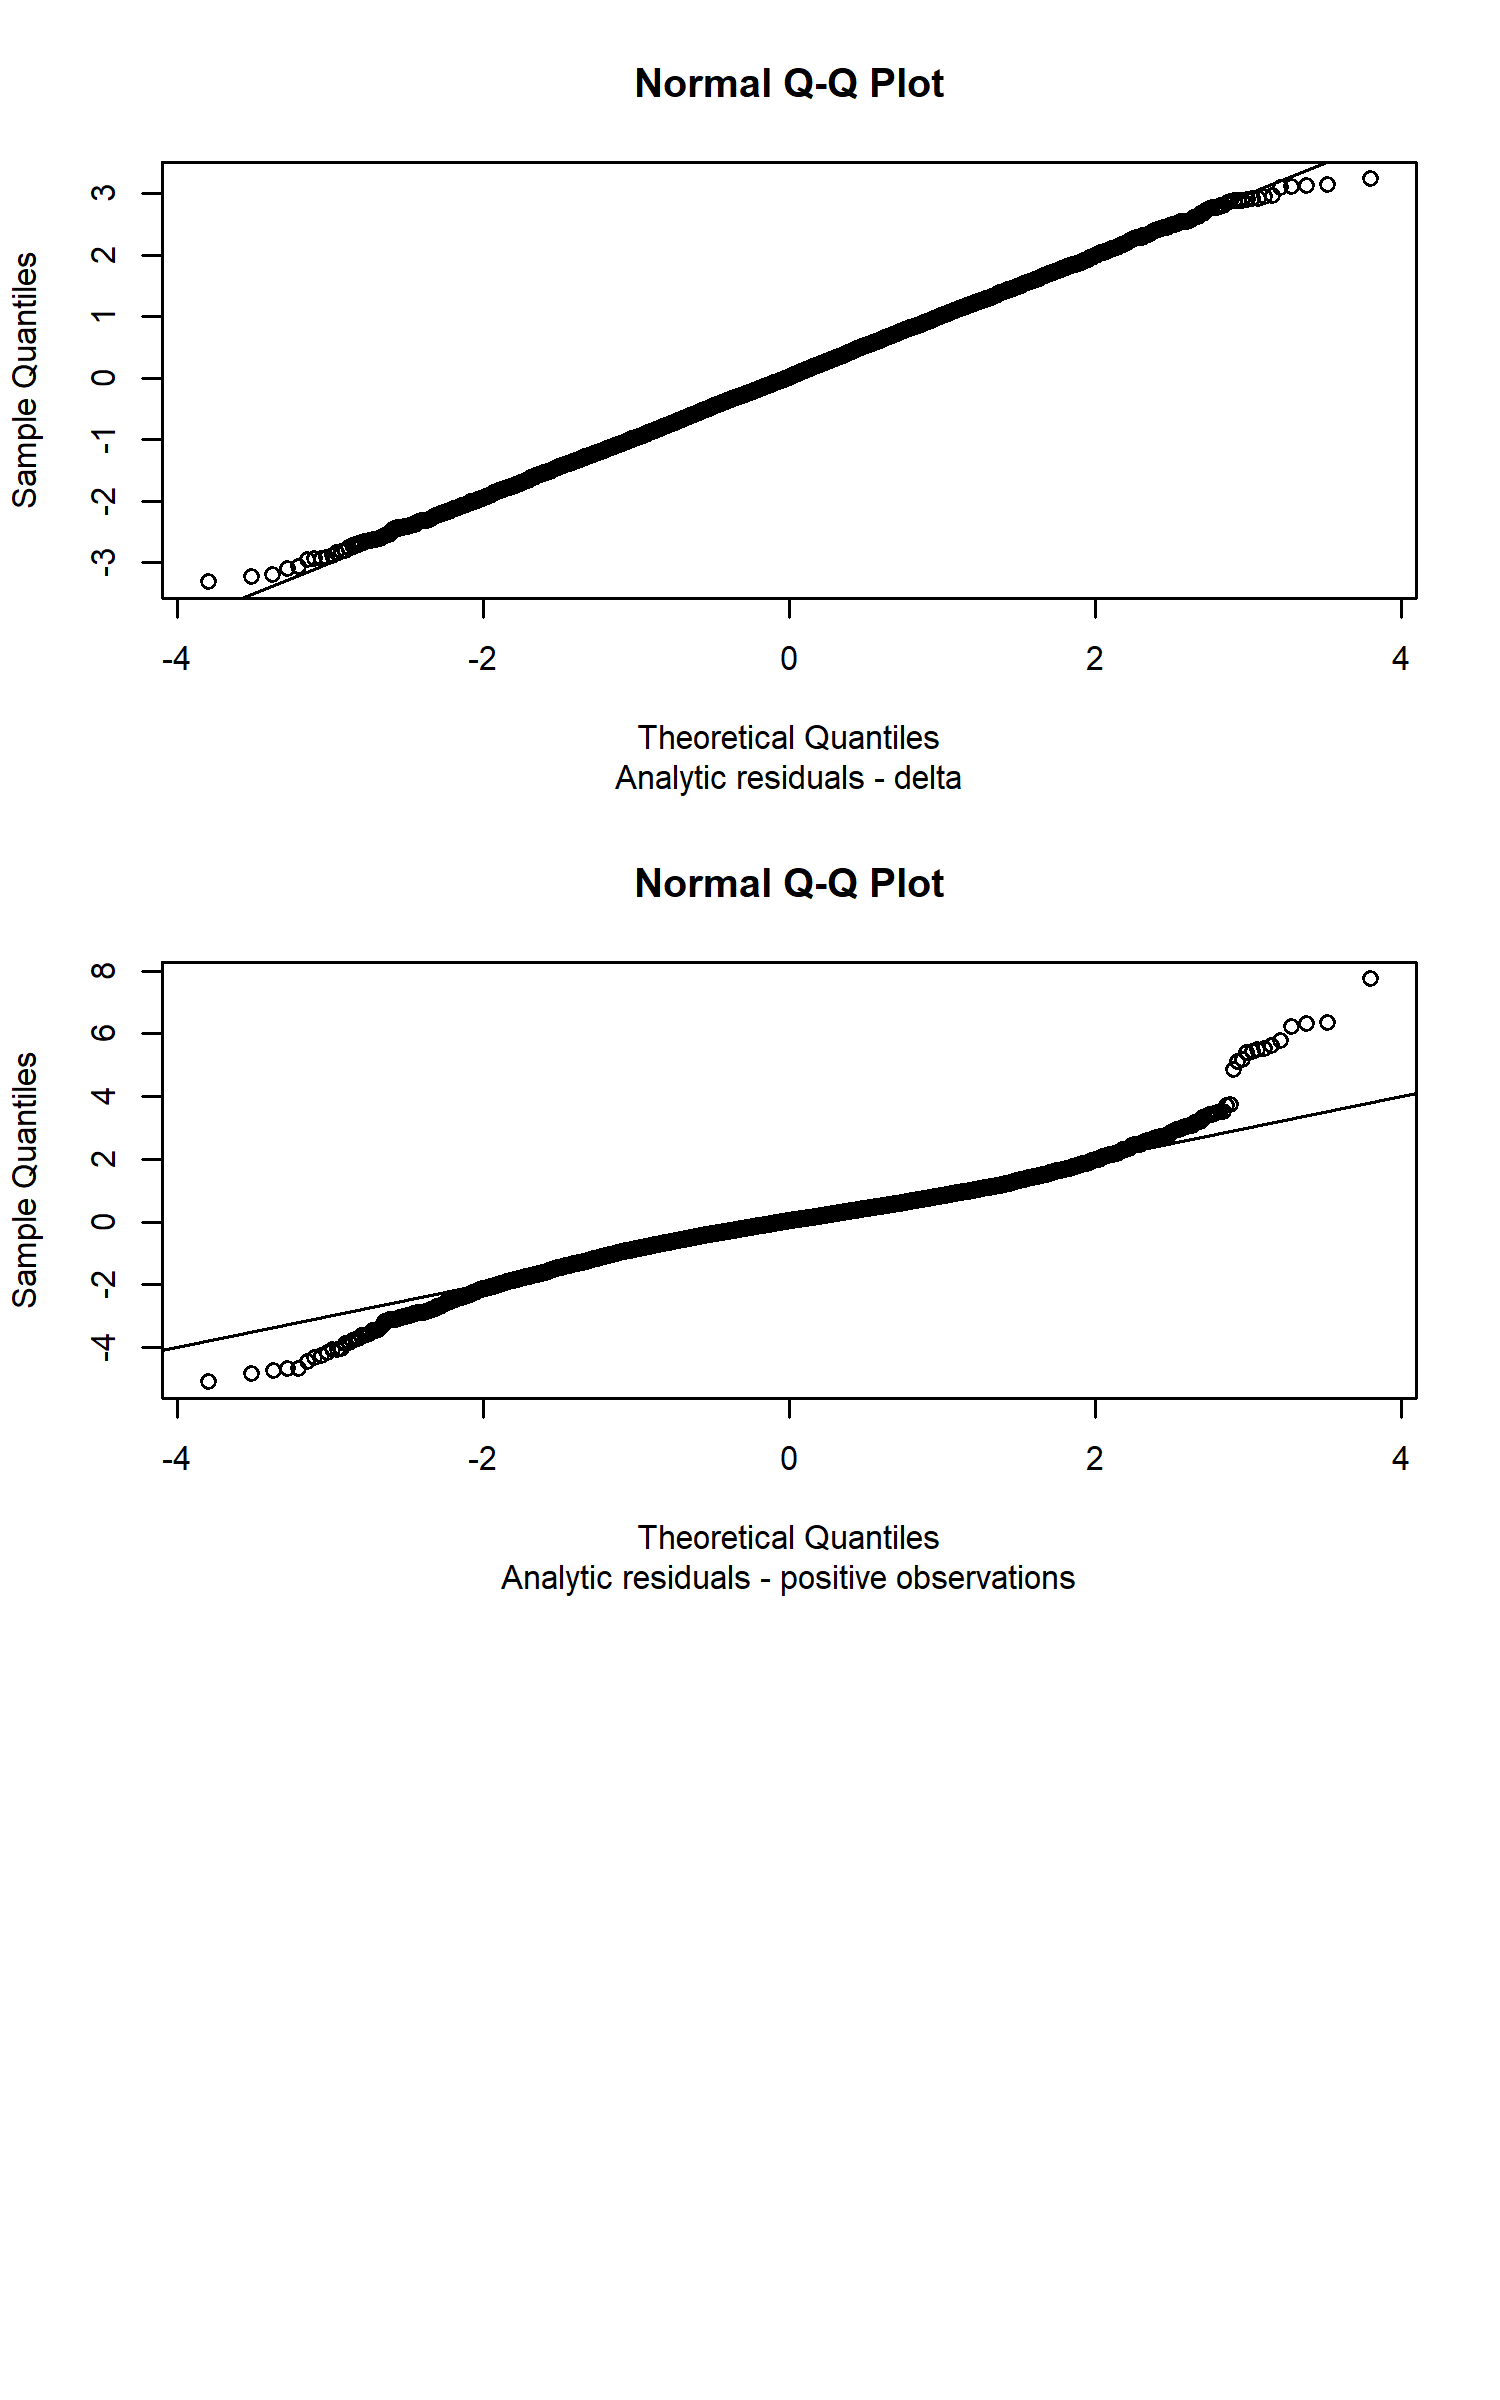 Normal Q-Q Plot
Sample Quantiles
3
2
1
0
-1
-2
-3
-4 -2 0 2 4
Theoretical Quantiles
Analytic residuals - delta
Normal Q-Q Plot
Sample Quantiles
8
6
4
2
0
-2
-4
-4 -2 0 2 4
Theoretical Quantiles
Analytic residuals - positive observations